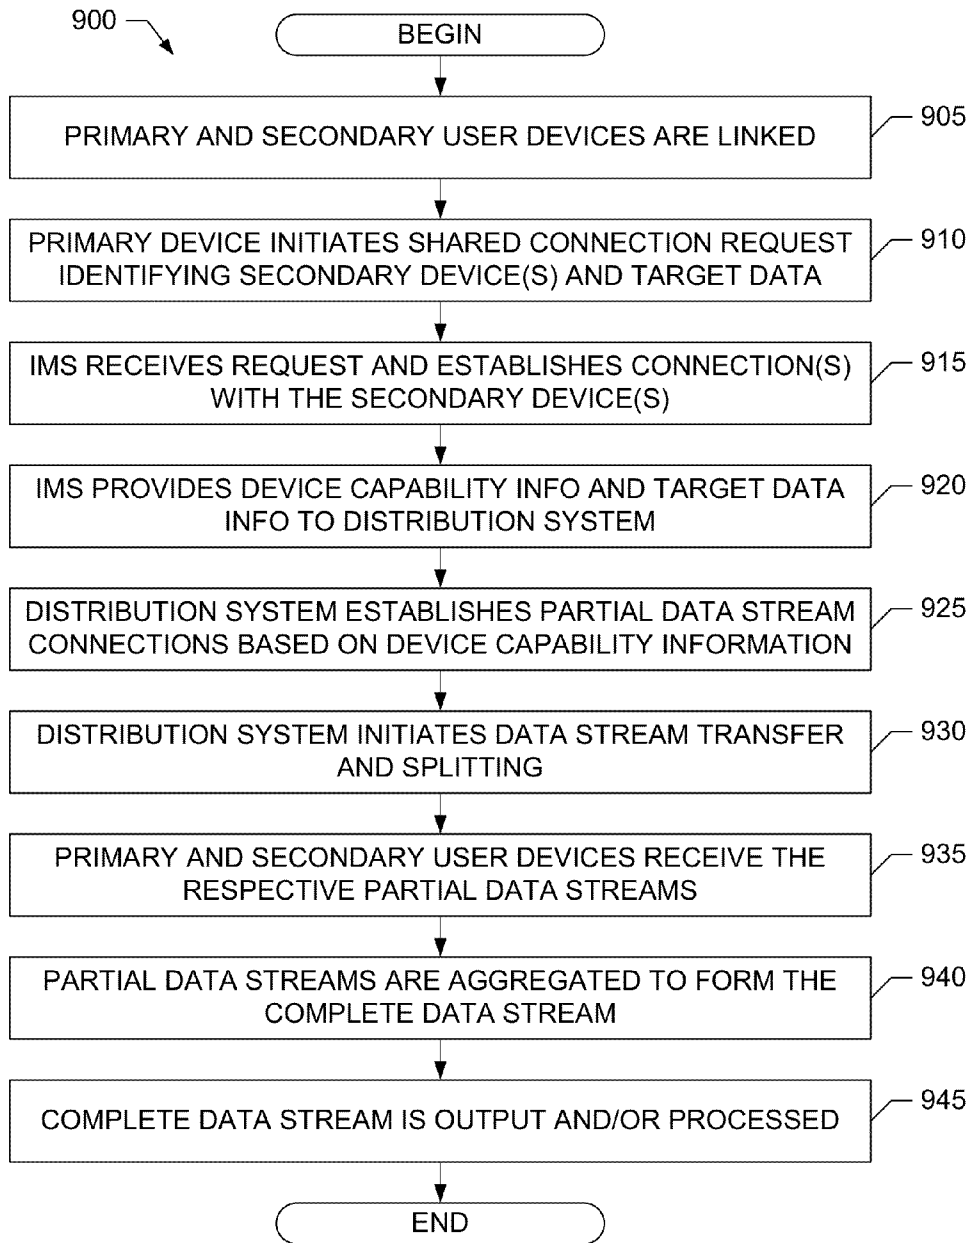 900
BEGIN
PRIMARY AND SECONDARY USER DEVICES ARE LINKED
905
PRIMARY DEVICE INITIATES SHARED CONNECTION REQUEST
IDENTIFYING SECONDARY DEVICE(S) AND TARGET DATA
910
IMS RECEIVES REQUEST AND ESTABLISHES CONNECTION(S)
WITH THE SECONDARY DEVICE(S)
915
IMS PROVIDES DEVICE CAPABILITY INFO AND TARGET DATA
INFO TO DISTRIBUTION SYSTEM
920
DISTRIBUTION SYSTEM ESTABLISHES PARTIAL DATA STREAM
CONNECTIONS BASED ON DEVICE CAPABILITY INFORMATION
925
DISTRIBUTION SYSTEM INITIATES DATA STREAM TRANSFER
AND SPLITTING
930
PRIMARY AND SECONDARY USER DEVICES RECEIVE THE
RESPECTIVE PARTIAL DATA STREAMS
935
PARTIAL DATA STREAMS ARE AGGREGATED TO FORM THE
COMPLETE DATA STREAM
940
COMPLETE DATA STREAM IS OUTPUT AND/OR PROCESSED
945
END